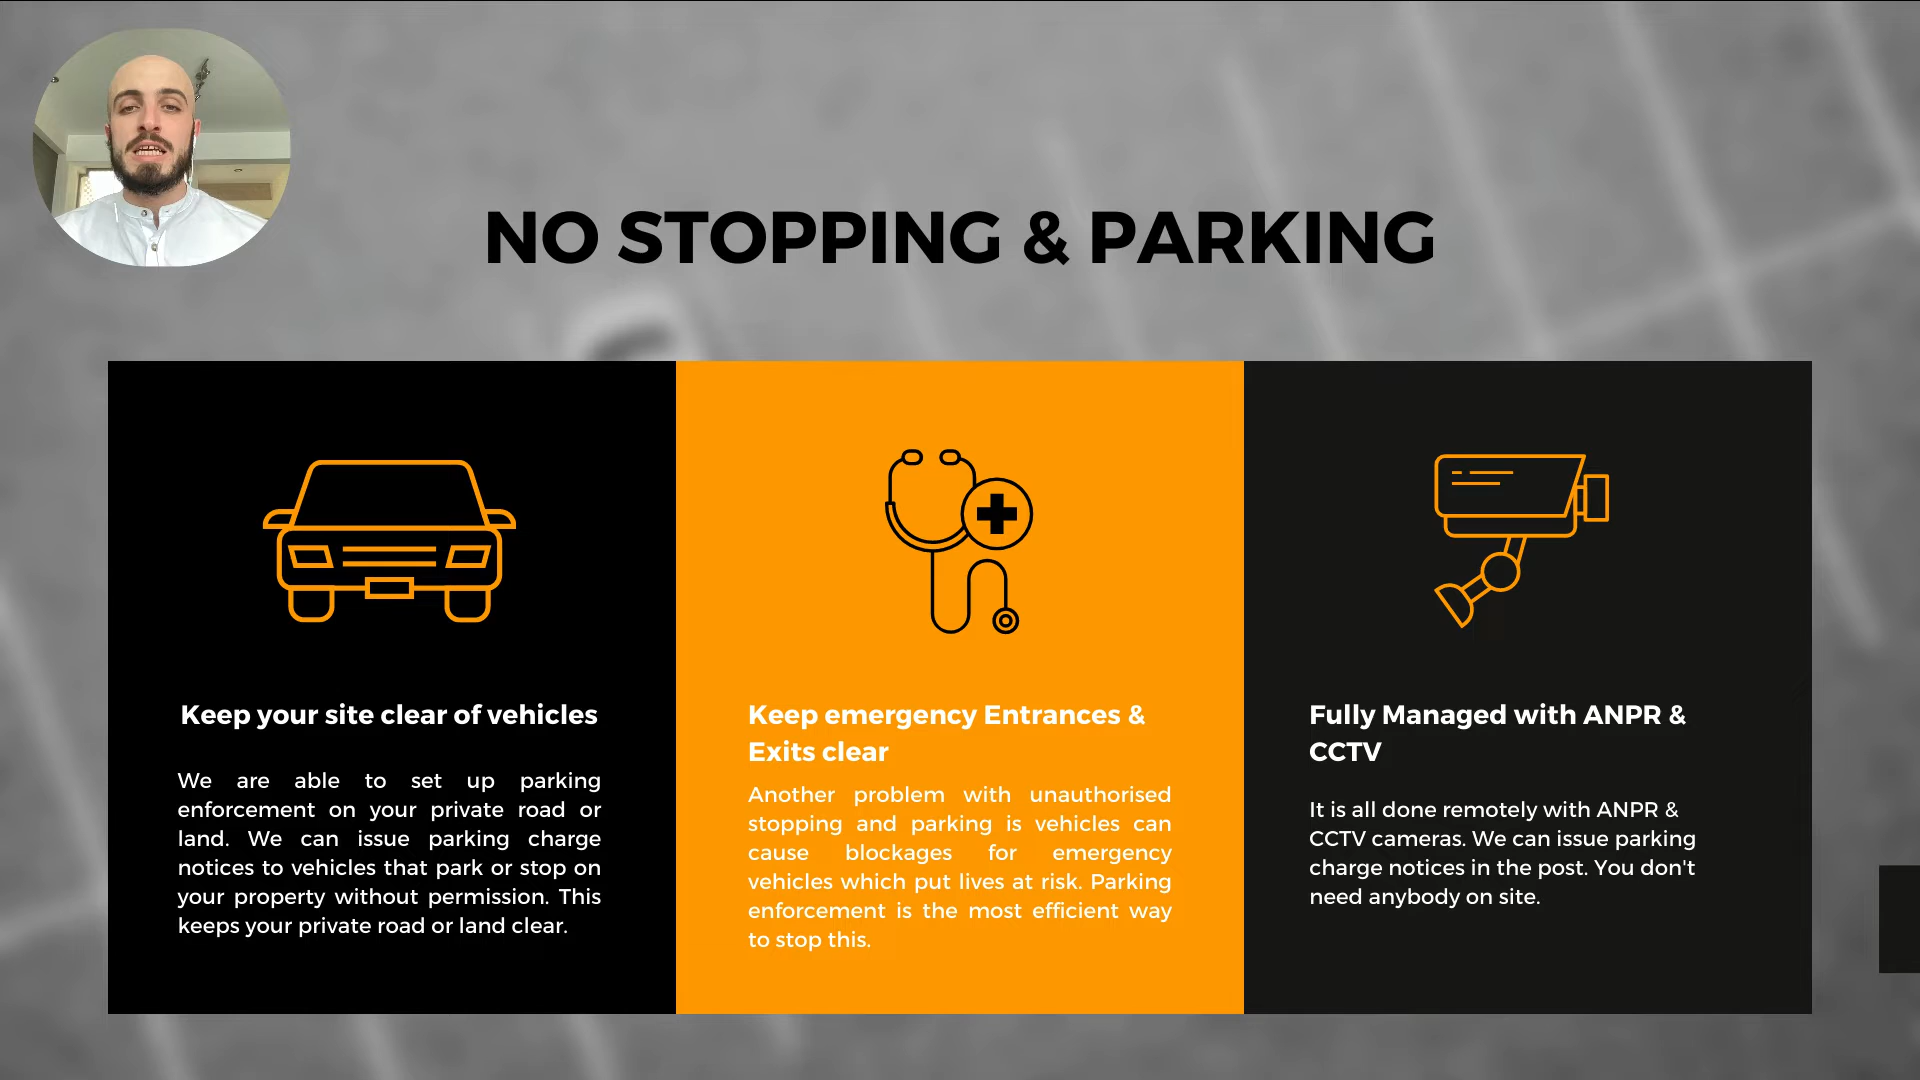 NO STOPPING & PARKING
Keep your site clear of vehicles
We are able to set up parking
enforcement on your private road or
land. We can issue parking charge
notices to vehicles that park or stop on
your property without permission. This
keeps your private road or land clear.
Keep emergency Entrances &
Exits clear
Another problem with unauthorised
stopping and parking is vehicles can
cause blockages for emergency
vehicles which put lives at risk. Parking
enforcement is the most efficient way
to stop this.
Fully Managed with ANPR &
CCTV
It is all done remotely with ANPR &
CCTV cameras. We can issue parking
charge notices in the post. You don't
need anybody on site.